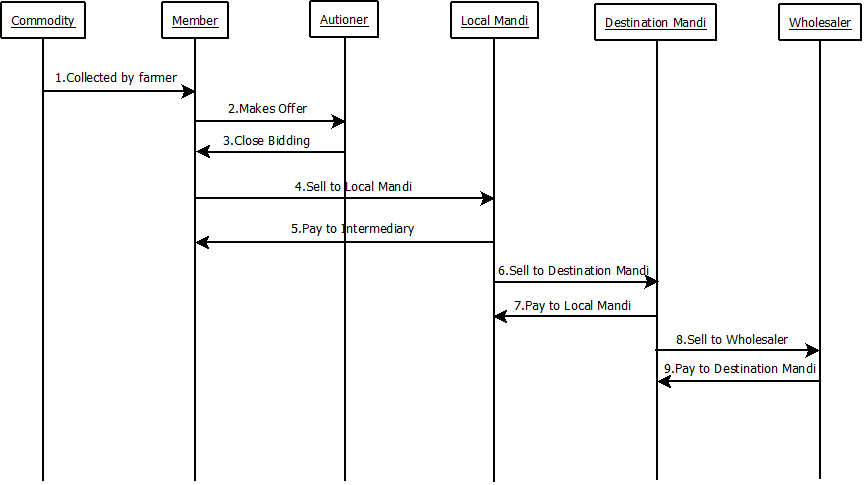 Commodity
Member
Autioner
Local Mandi
Destination Mandi
Wholesaler
1.Collected by farmer
2.Makes Offer
3.Close Bidding
4.Sell to Local Mandi
5.Pay to Intermediary
6.Sell to Destination Mandi
7.Pay to Local Mandi
8.Sell to Wholesaler
9.Pay to Destination Mandi